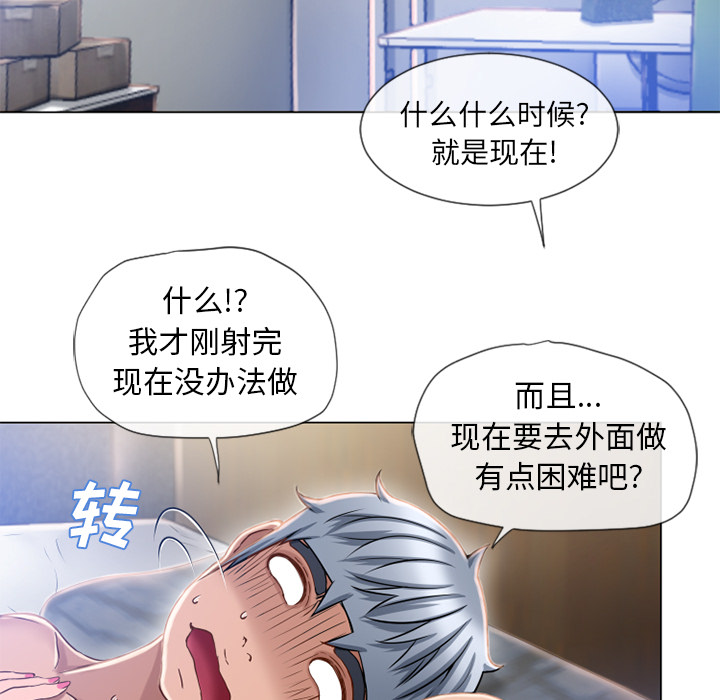 什么什么时候?
就是现在!
什么!?
我才刚射完
现在没办法做
而且...
现在要去外面做
有点困难吧?
转